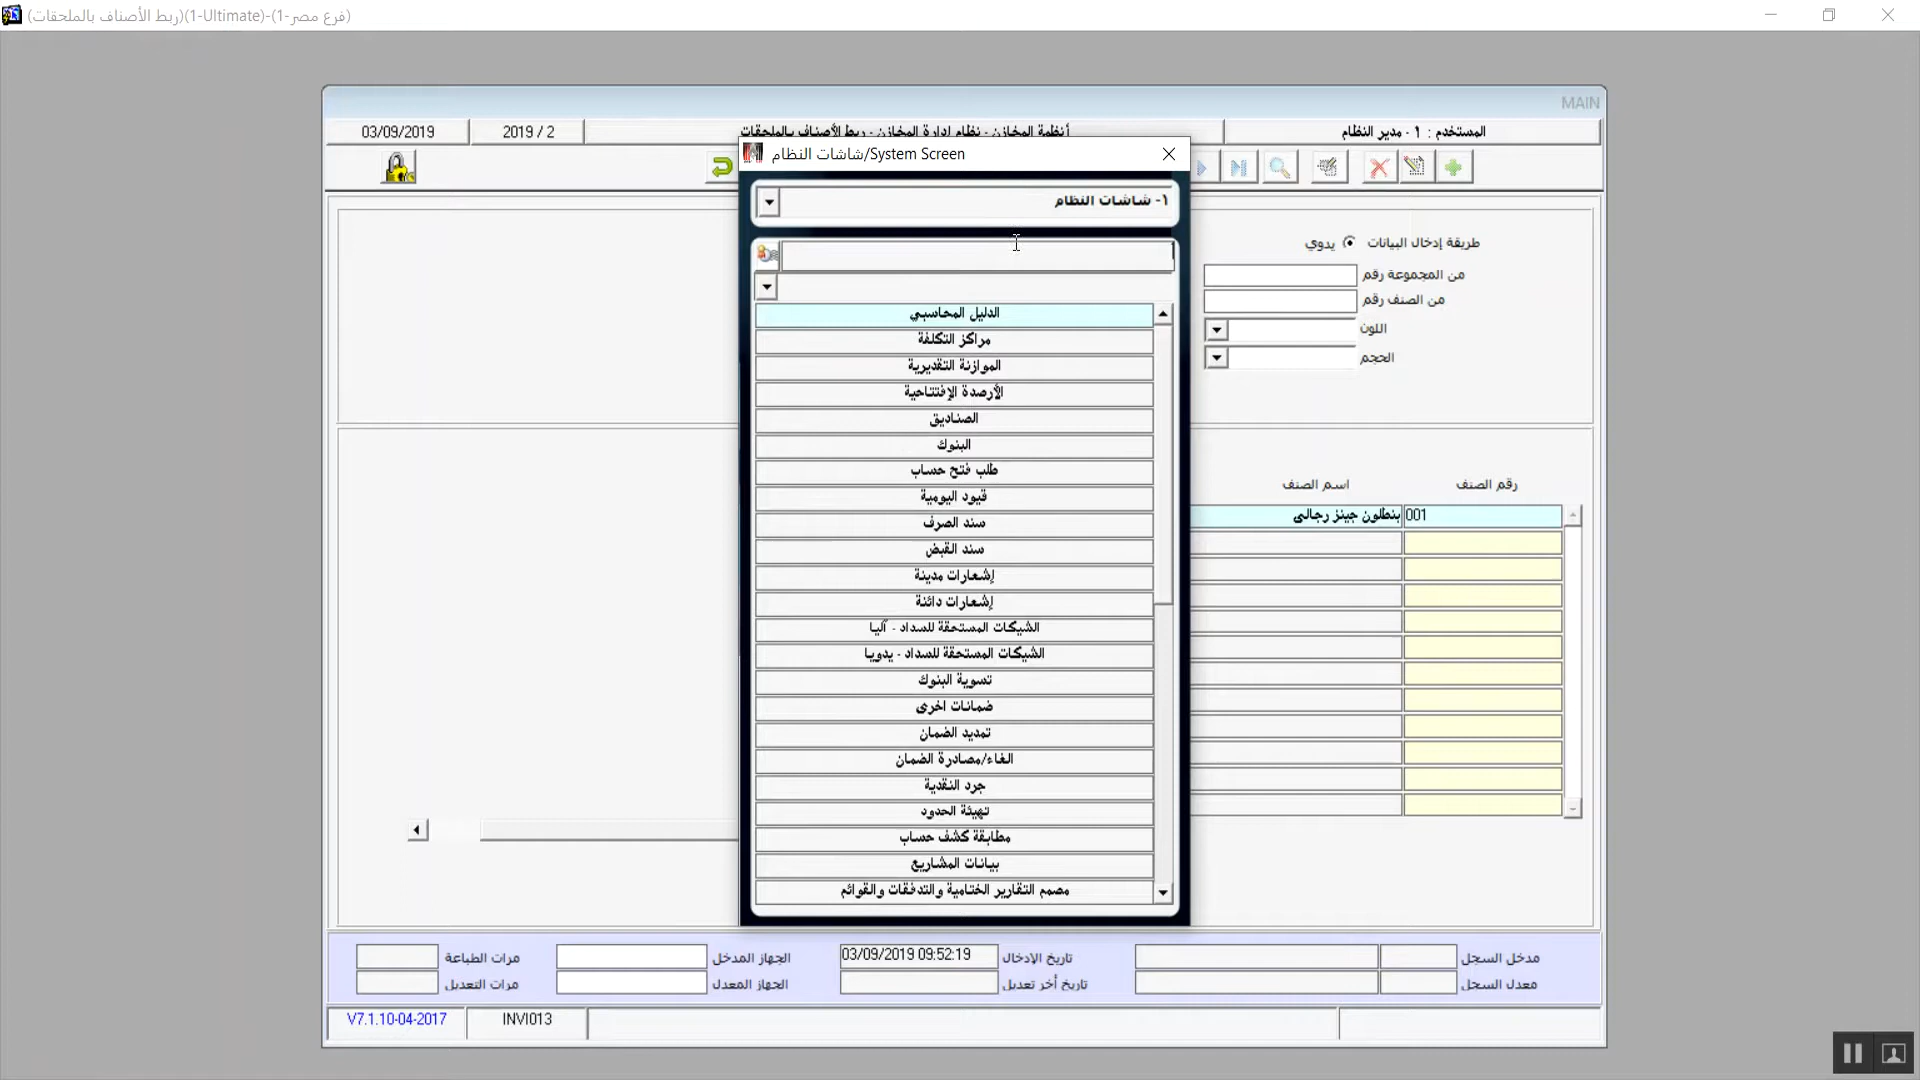 (ربط الأصناف بالملحقات)(1-Ultimate)-(1-فرع مصر)
MAIN
المستخدم : ١ - مدير النظام
أنظمة المخازن - نظام إدارة المخازن - ربط الأصناف بالملحقات
2019 / 2
03/09/2019
شاشات النظام/System Screen
١- شاشات النظام
طريقة إدخال البيانات
يدوي
من المجموعة رقم
من الصنف رقم
اللون
الحجم
الدليل المحاسبي
مراكز التكلفة
الموازنة التقديرية
الأرصدة الإفتتاحية
الصناديق
البنوك
طلب فتح حساب
قيود اليومية
سند الصرف
سند القبض
إشعارات مدينة
إشعارات دائنة
الشيكات المستحقة للسداد - آليا
الشيكات المستحقة للسداد - يدويا
تسوية البنوك
ضمانات اخرى
تمديد الضمان
الغاء/مصادرة الضمان
جرد النقدية
تهيئة الحدود
مطابقة كشف حساب
بيانات المشاريع
مصمم التقارير الختامية والتدفقات والقوائم
رقم الصنف
اسم الصنف
001
بنطلون جينز رجالى
مدخل السجل
تاريخ الإدخال
03/09/2019 09:52:19
الجهاز المدخل
مرات الطباعة
معدل السجل
تاريخ أخر تعديل
الجهاز المعدل
مرات التعديل
INVI013
V7.1.10-04-2017